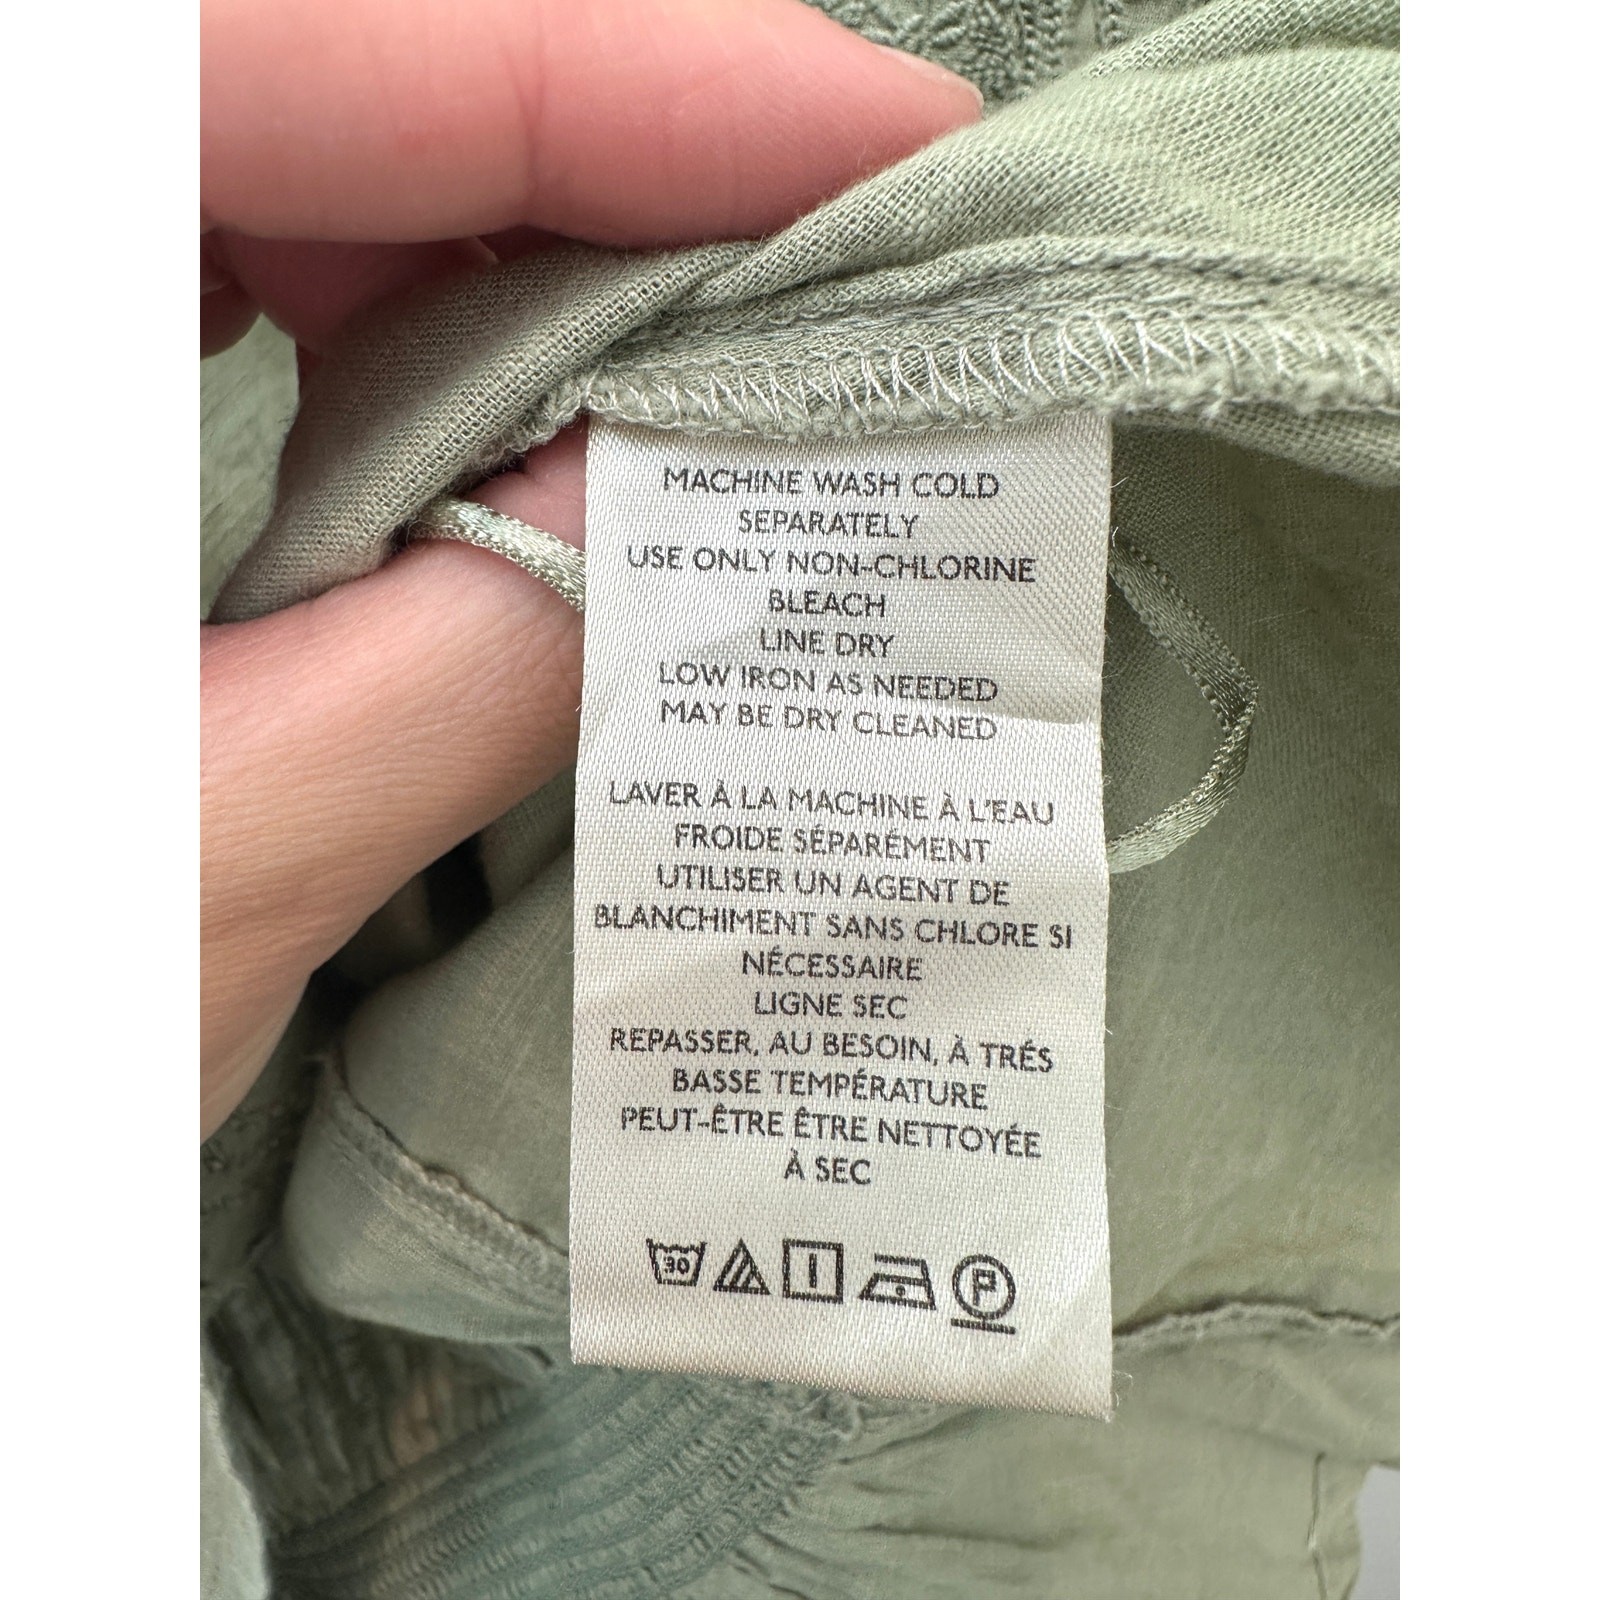 MACHINE WASH COLD
SEPARATELY
USE ONLY NON-CHLORINE
BLEACH
LINE DRY
LOW IRON AS NEEDED
MAY BE DRY CLEANED
LAVER À LA MACHINE À L'EAU
FROIDE SÉPARÉMENT
UTILISER UN AGENT DE
BLANCHIMENT SANS CHLORE SI
NÉCESSAIRE
LIGNE SEC
REPASSER, AU BESOIN, À TRÉS
BASSE TEMPÉRATURE
PEUT-ÊTRE ÊTRE NETTOYÉE
À SEC
30 P